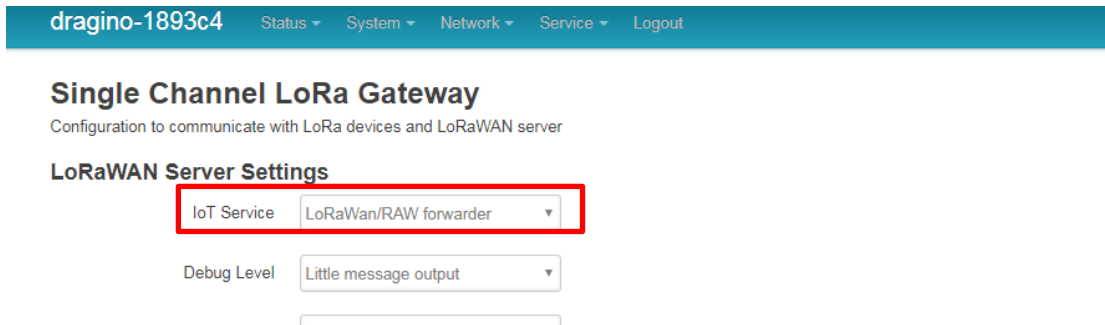 dragino-1893c4 Status System Network Service Logout
Single Channel LoRa Gateway
Configuration to communicate with LoRa devices and LoRaWAN server
LoRaWAN Server Settings
IoT Service LoRaWan/RAW forwarder
Debug Level Little message output